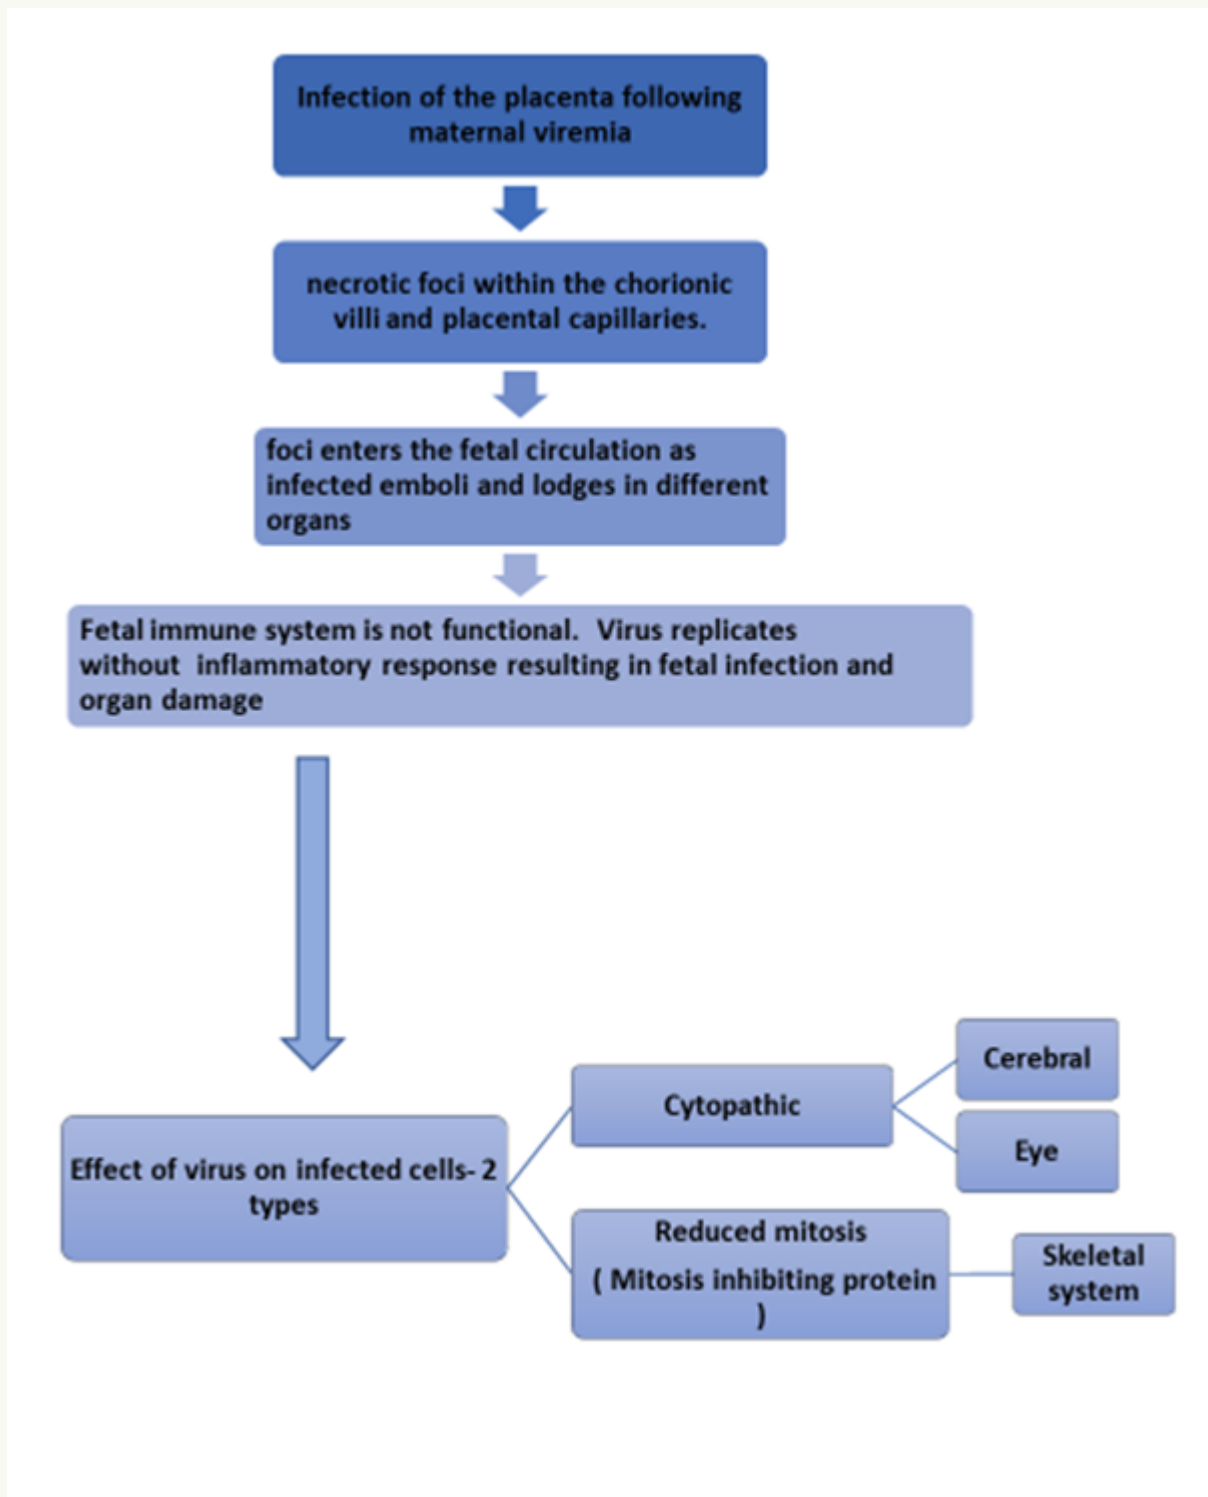 Infection of the placenta following
maternal viremia
necrotic foci within the chorionic
villi and placental capillaries.
foci enters the fetal circulation as
infected emboli and lodges in different
organs
Fetal immune system is not functional. Virus replicates
without inflammatory response resulting in fetal infection and
organ damage
Effect of virus on infected cells- 2
types
Cytopathic
Cerebral
Eye
Reduced mitosis
( Mitosis inhibiting protein
)
Skeletal
system